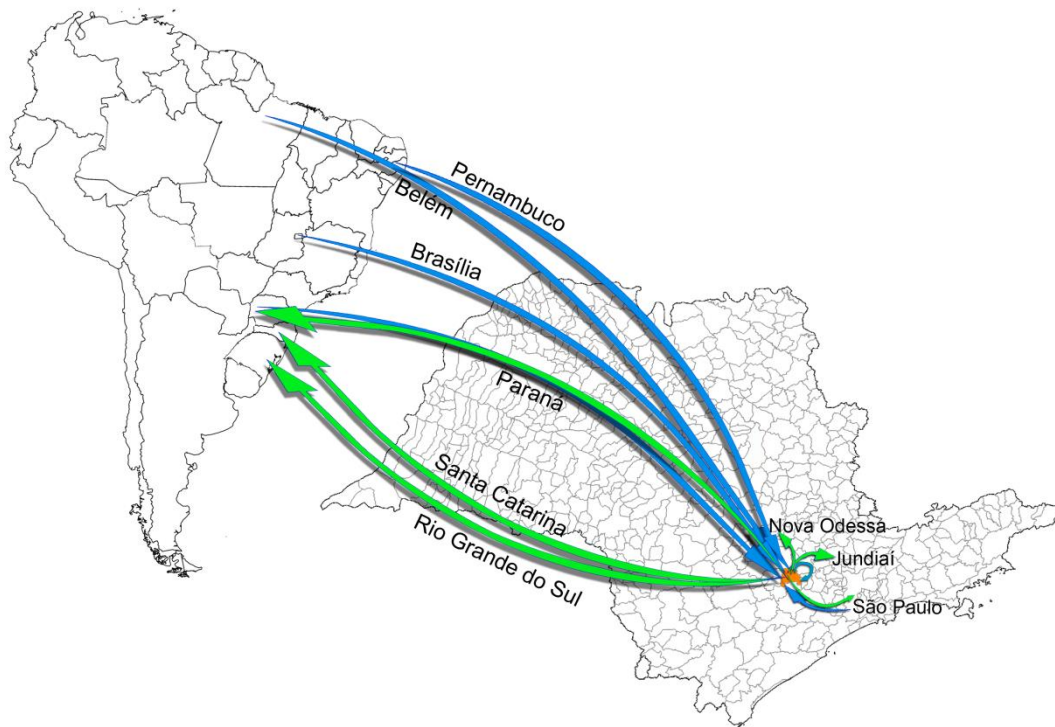 Pernambuco
Belém
Brasília
Paraná
Santa Catarina
Rio Grande do Sul
Nova Odessa
Jundiaí
São Paulo